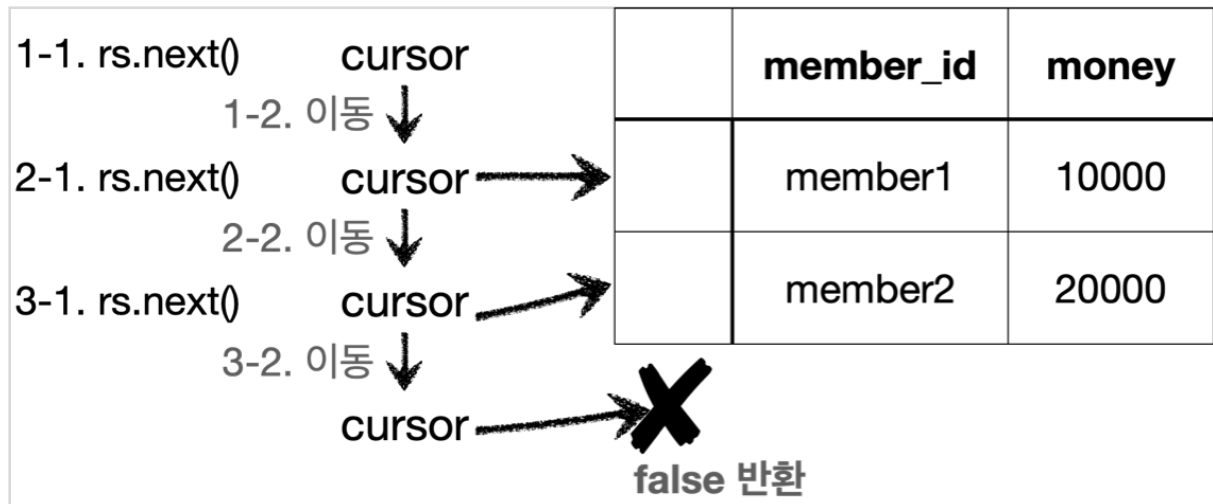 1-1. rs.next() cursor
1-2. 이동
2-1. rs.next() cursor
2-2. 이동
3-1. rs.next() cursor
3-2. 이동
cursor
false 반환
member_id money
member1 10000
member2 20000